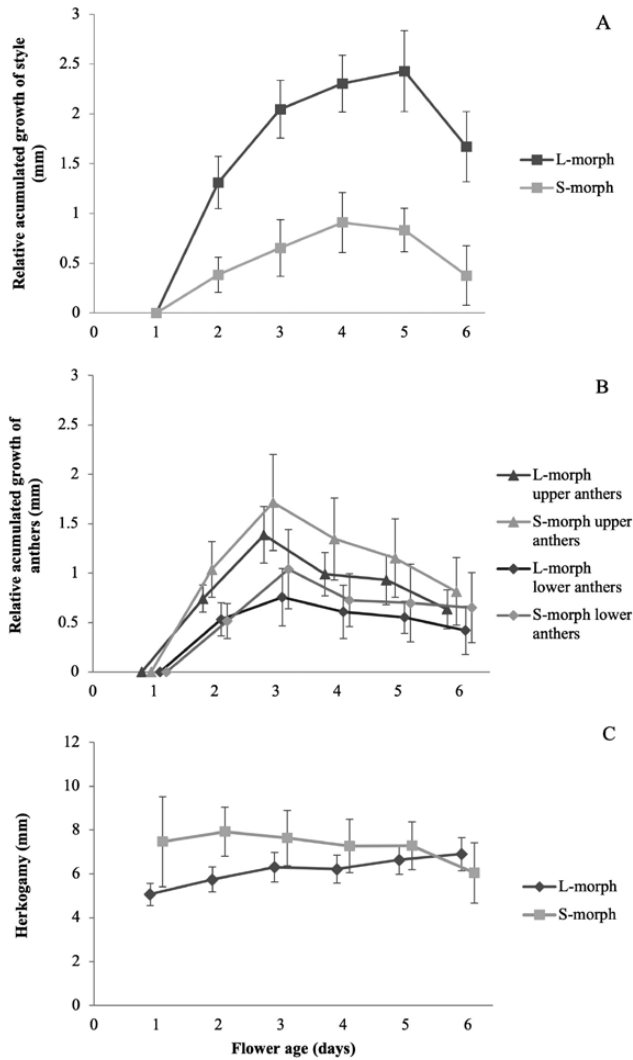 A
Relative acumulated growth of style
(mm)
3
2.5
2
1.5
1
0.5
0
0 1 2 3 4 5 6
L-morph
S-morph
B
Relative acumulated growth of
anthers (mm)
3
2.5
2
1.5
1
0.5
0
0 1 2 3 4 5 6
L-morph
upper anthers
S-morph upper
anthers
L-morph
lower anthers
S-morph lower
anthers
C
Herkogamy (mm)
12
10
8
6
4
2
0
0 1 2 3 4 5 6
Flower age (days)
L-morph
S-morph